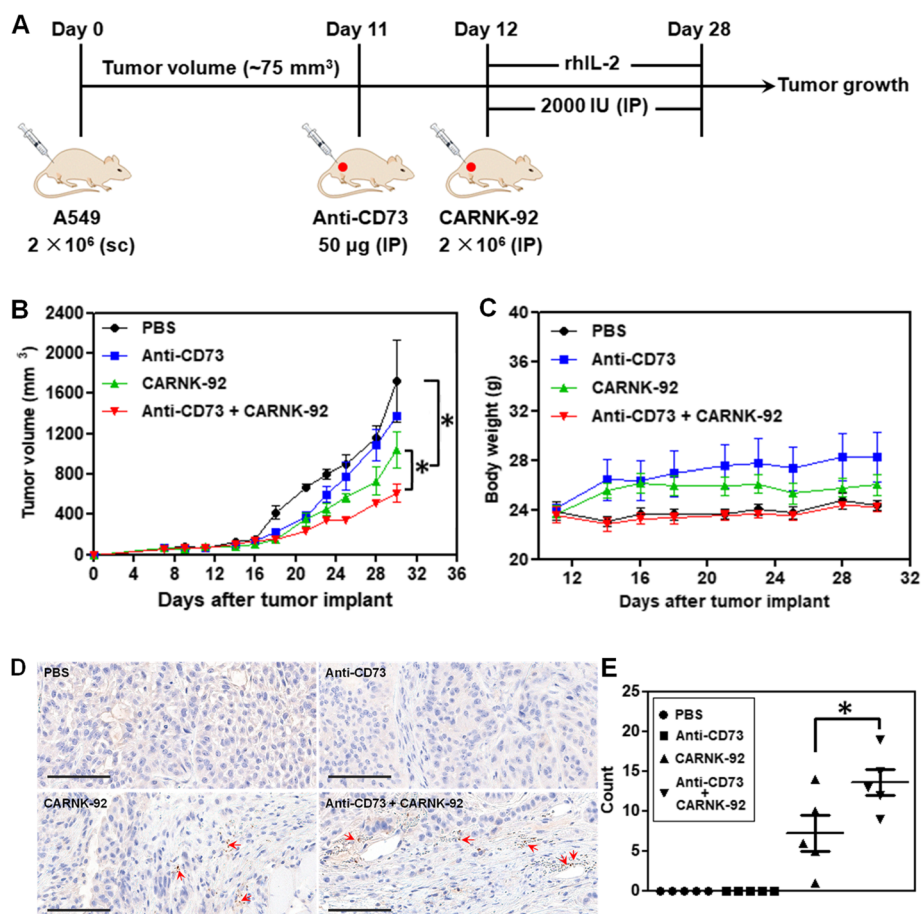 A
Day 0
Day 11
Day 12
Day 28
Tumor volume (~75 mm³)
rhIL-2
2000 IU (IP)
Tumor growth
A549
2 ×10⁶ (sc)
Anti-CD73
50 µg (IP)
CARNK-92
2 ×10⁶ (IP)
B
Tumor volume (mm³)
2400
2000
1600
1200
800
400
0
PBS
Anti-CD73
CARNK-92
Anti-CD73 + CARNK-92
*
*
0 4 8 12 16 20 24 28 32 36
Days after tumor implant
C
Body weight (g)
40
36
32
28
24
20
PBS
Anti-CD73
CARNK-92
Anti-CD73 + CARNK-92
12 16 20 24 28 32
Days after tumor implant
D
PBS
Anti-CD73
CARNK-92
Anti-CD73 + CARNK-92
E
Count
25
20
15
10
5
0
PBS
Anti-CD73
CARNK-92
Anti-CD73
+
CARNK-92
*